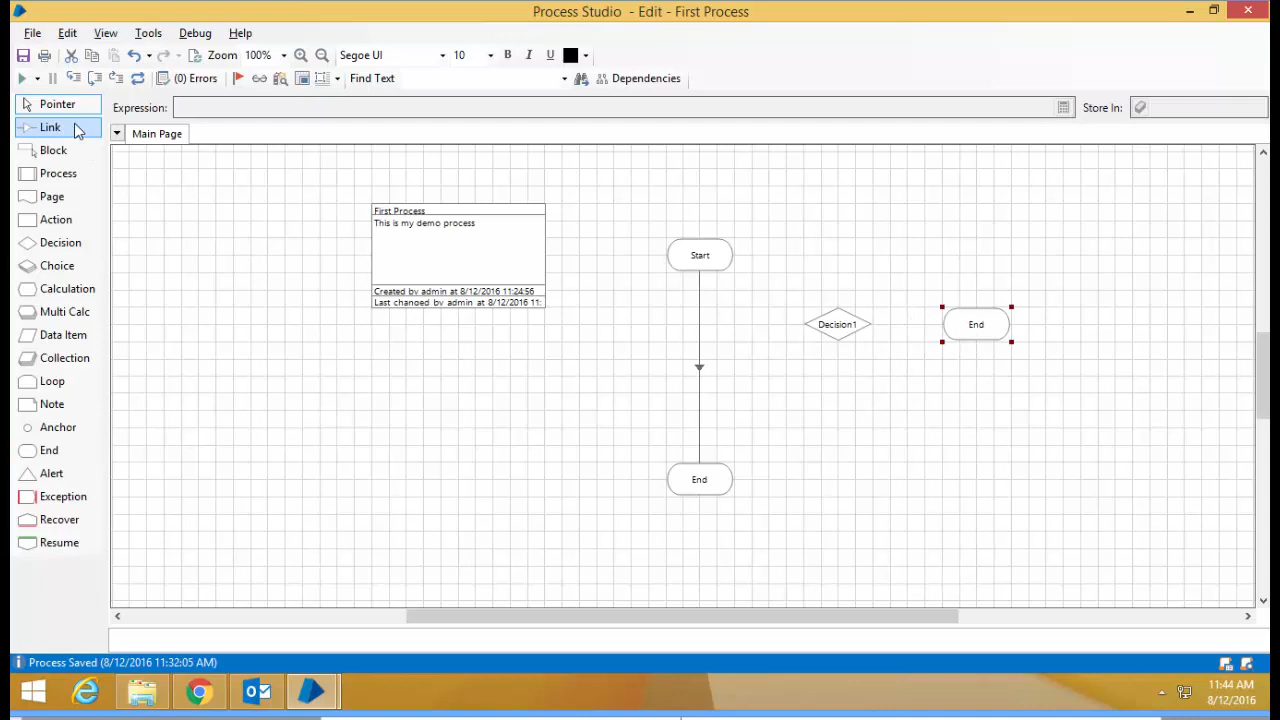 Process Studio - Edit - First Process
File Edit View Tools Debug Help
Zoom 100% Segoe UI 10 B I U
(0) Errors Find Text Dependencies
Pointer
Link
Block
Process
Page
Action
Decision
Choice
Calculation
Multi Calc
Data Item
Collection
Loop
Note
Anchor
End
Alert
Exception
Recover
Resume
Expression: Store In:
Main Page
First Process
This is my demo process
Created by admin at 8/12/2016 11:24:56
Last changed by admin at 8/12/2016 11:
Start
Decision1
End
End
Process Saved (8/12/2016 11:32:05 AM)
11:44 AM
8/12/2016